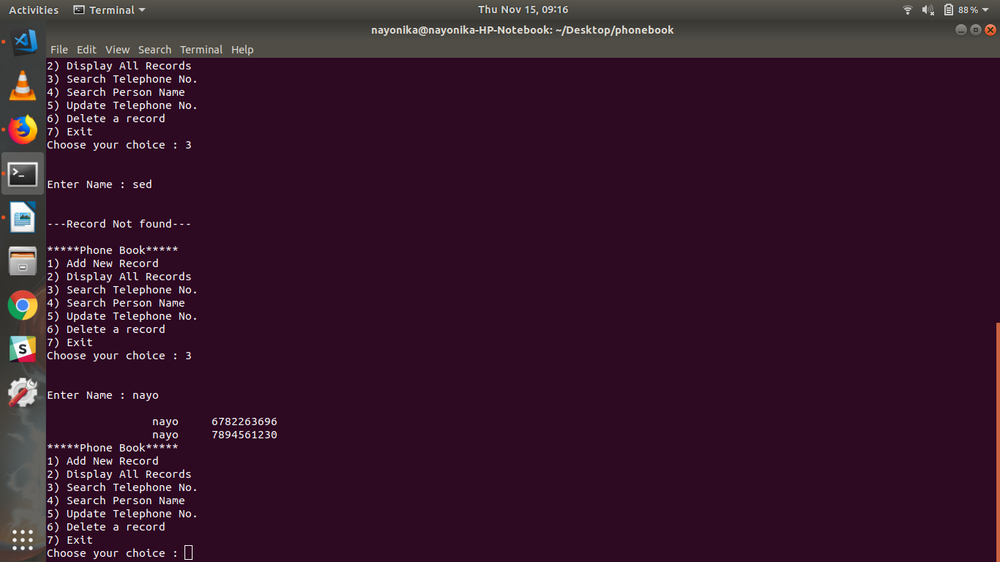 Activities Terminal Thu Nov 15, 09:16 88%
nayonika@nayonika-HP-Notebook: ~/Desktop/phonebook
File Edit View Search Terminal Help
2) Display All Records
3) Search Telephone No.
4) Search Person Name
5) Update Telephone No.
6) Delete a record
7) Exit
Choose your choice : 3
Enter Name : sed
---Record Not found---
*****Phone Book*****
1) Add New Record
2) Display All Records
3) Search Telephone No.
4) Search Person Name
5) Update Telephone No.
6) Delete a record
7) Exit
Choose your choice : 3
Enter Name : nayo
nayo 6782263696
nayo 7894561230
*****Phone Book*****
1) Add New Record
2) Display All Records
3) Search Telephone No.
4) Search Person Name
5) Update Telephone No.
6) Delete a record
7) Exit
Choose your choice :